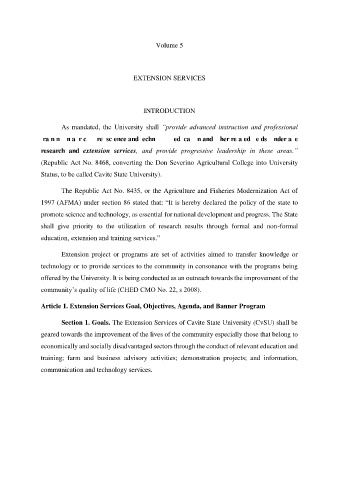 Volume 5
EXTENSION SERVICES
INTRODUCTION
As mandated, the University shall "provide advanced instruction and professional
research and extension services, and provide progressive leadership in these areas."
(Republic Act No. 8468, converting the Don Severino Agricultural College into University
Status, to be called Cavite State University).
The Republic Act No. 8435, or the Agriculture and Fisheries Modernization Act of
1997 (AFMA) under section 86 stated that: "It is hereby declared the policy of the state to
promote science and technology, as essential for national development and progress. The State
shall give priority to the utilization of research results through formal and non-formal
education, extension and training services."
Extension project or programs are set of activities aimed to transfer knowledge or
technology or to provide services to the community in consonance with the programs being
offered by the University. It is being conducted as an outreach towards the improvement of the
community's quality of life (CHED CMO No. 22, s 2008).
Article 1. Extension Services Goal, Objectives, Agenda, and Banner Program
Section 1. Goals. The Extension Services of Cavite State University (CvSU) shall be
geared towards the improvement of the lives of the community especially those that belong to
economically and socially disadvantaged sectors through the conduct of relevant education and
training; farm and business advisory activities; demonstration projects; and information,
communication and technology services.